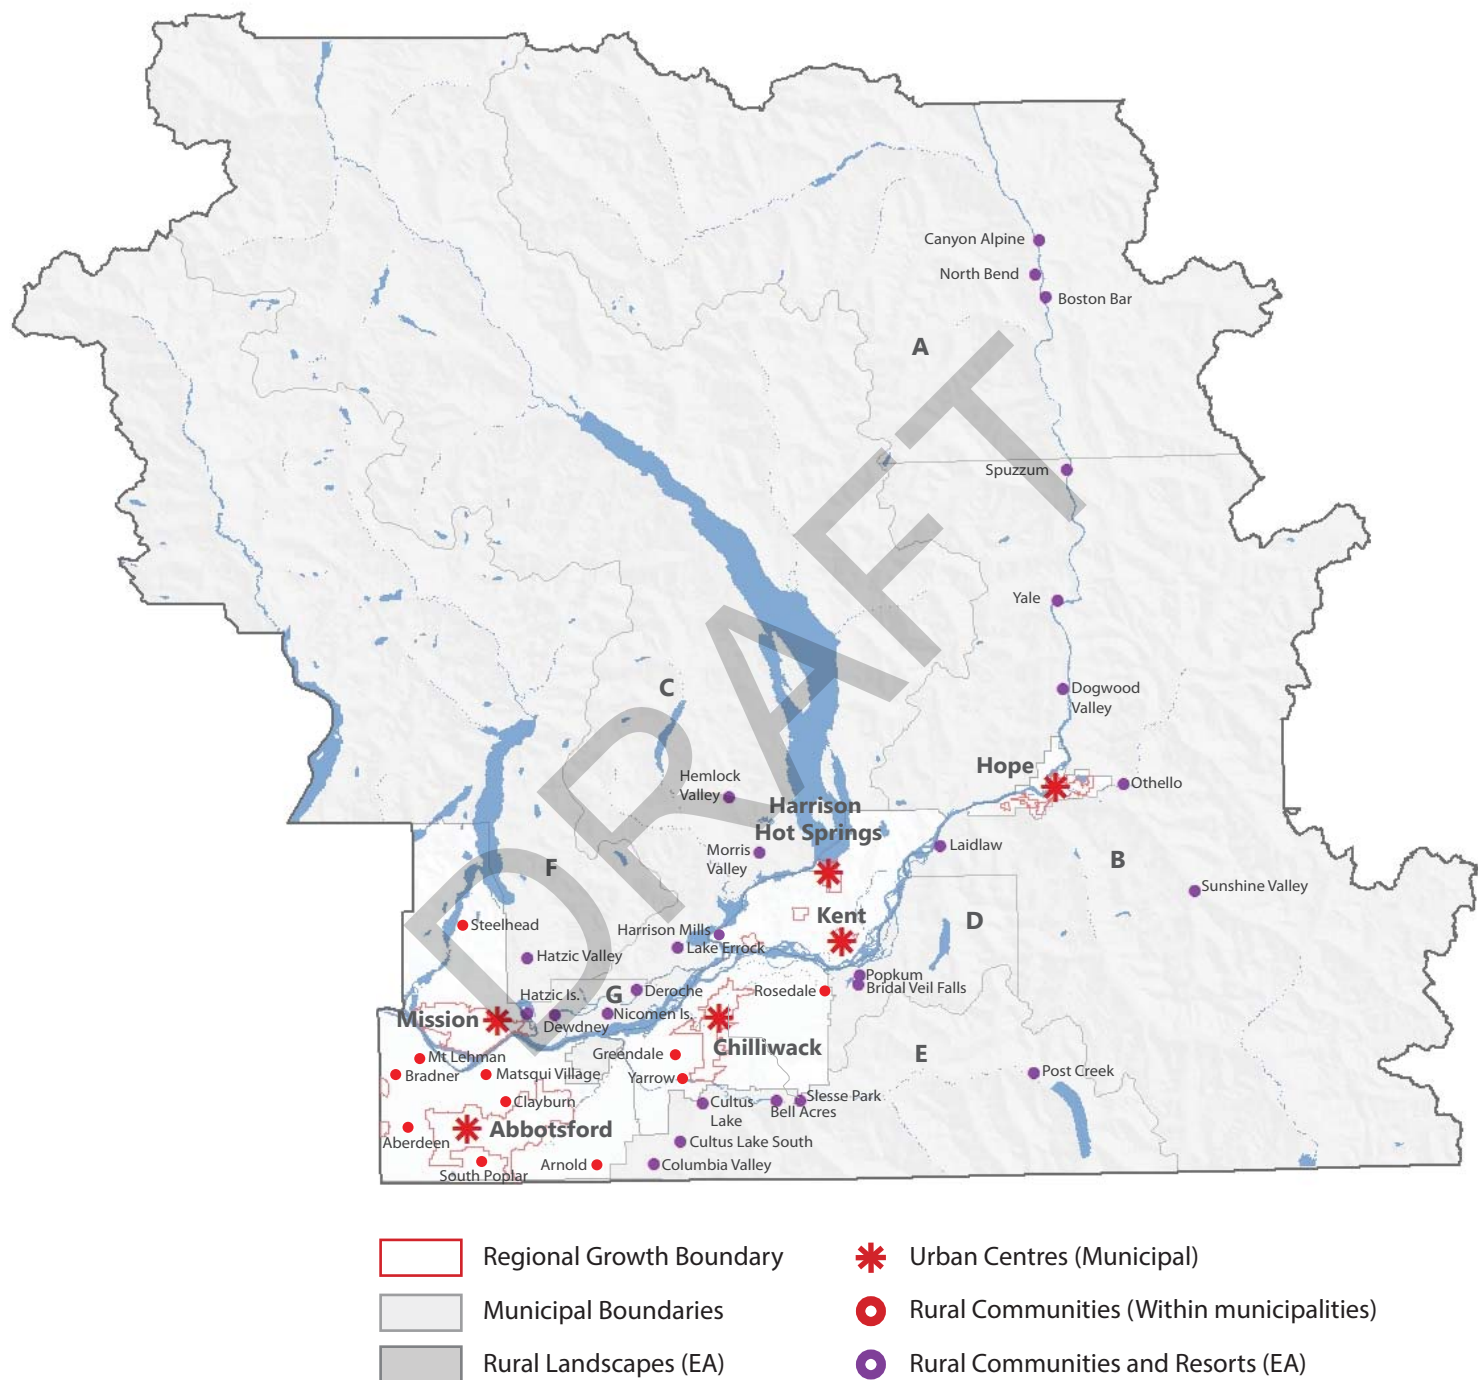 Canyon Alpine
North Bend
Boston Bar
A
Spuzzum
Yale
C
Dogwood
Valley
Hope
Othello
Hemlock
Valley
Harrison
Hot Springs
Morris
Valley
Laidlaw
B
F
Sunshine Valley
Kent
D
Steelhead
Harrison Mills
Lake Errock
Hatzic Valley
Popkum
Bridal Veil Falls
Rosedale
Hatzic Is.
G
Deroche
Mission
Dewdney
Nicomen Is.
Chilliwack
Greendale
E
Mt Lehman
Bradner
Matsqui Village
Yarrow
Post Creek
Clayburn
Cultus
Lake
Bell Acres
Slesse Park
Aberdeen
Abbotsford
Cultus Lake South
South Poplar
Arnold
Columbia Valley
DRAFT
Regional Growth Boundary
Urban Centres (Municipal)
Municipal Boundaries
Rural Communities (Within municipalities)
Rural Landscapes (EA)
Rural Communities and Resorts (EA)